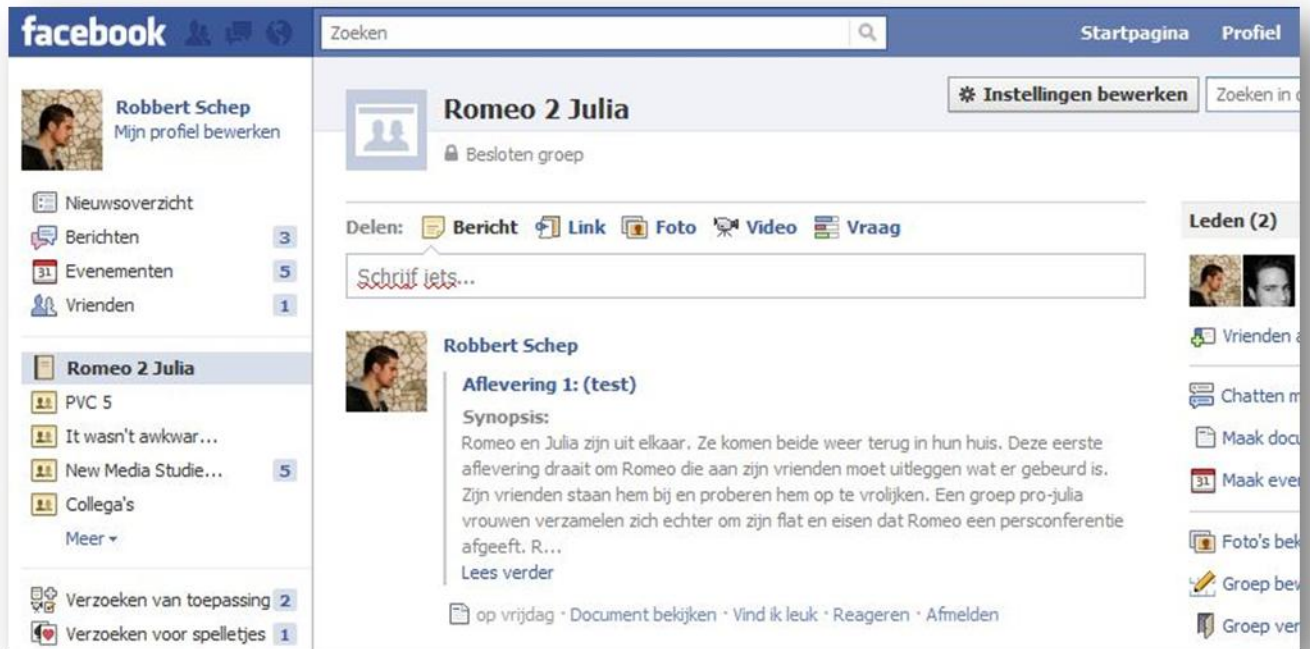 facebook
Zoeken
Startpagina Profiel
Robbert Schep
Mijn profiel bewerken
Nieuwsoverzicht
Berichten 3
31 Evenementen 5
Vrienden 1
Romeo 2 Julia
PVC 5
It wasn't awkwar...
New Media Studie... 5
Collega's
Meer
Verzoeken van toepassing 2
Verzoeken voor spelletjes 1
Romeo 2 Julia
Besloten groep
Instellingen bewerken
Zoeken in
Delen: Bericht Link Foto Video Vraag
Schrijf iets...
Robbert Schep
Aflevering 1: (test)
Synopsis:
Romeo en Julia zijn uit elkaar. Ze komen beide weer terug in hun huis. Deze eerste
aflevering draait om Romeo die aan zijn vrienden moet uitleggen wat er gebeurd is.
Zijn vrienden staan hem bij en proberen hem op te vrolijken. Een groep pro-julia
vrouwen verzamelen zich echter om zijn flat en eisen dat Romeo een persconferentie
afgeeft. R...
Lees verder
op vrijdag · Document bekijken · Vind ik leuk · Reageren · Afmelden
Leden (2)
Vrienden
Chatten
Maak
31 Maak
Foto's
Groep
Groep